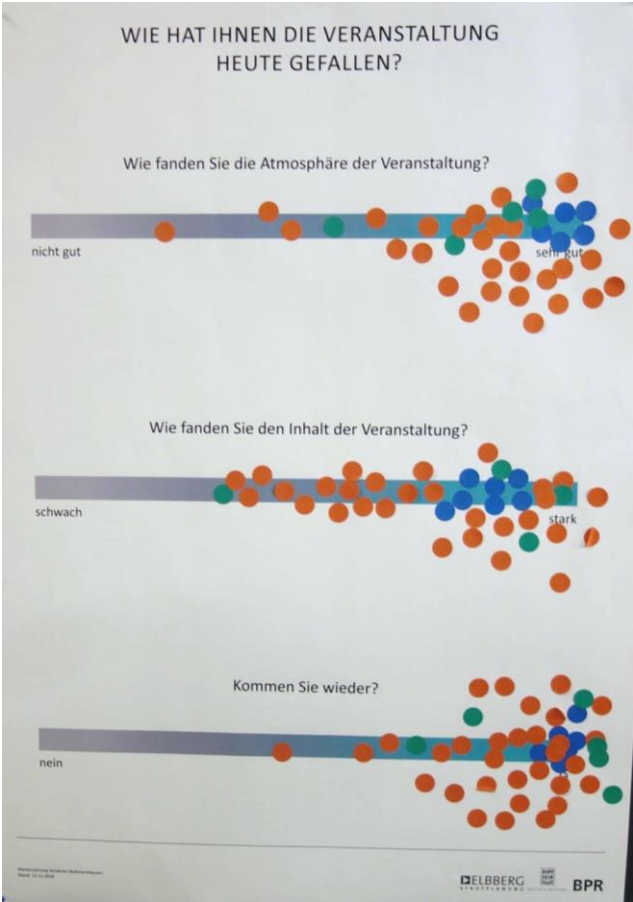 WIE HAT IHNEN DIE VERANSTALTUNG
HEUTE GEFALLEN?
Wie fanden Sie die Atmosphäre der Veranstaltung?
nicht gut
sehr gut
Wie fanden Sie den Inhalt der Veranstaltung?
schwach
stark
Kommen Sie wieder?
nein
ELBBERG
STADTPLANUNG
BPR